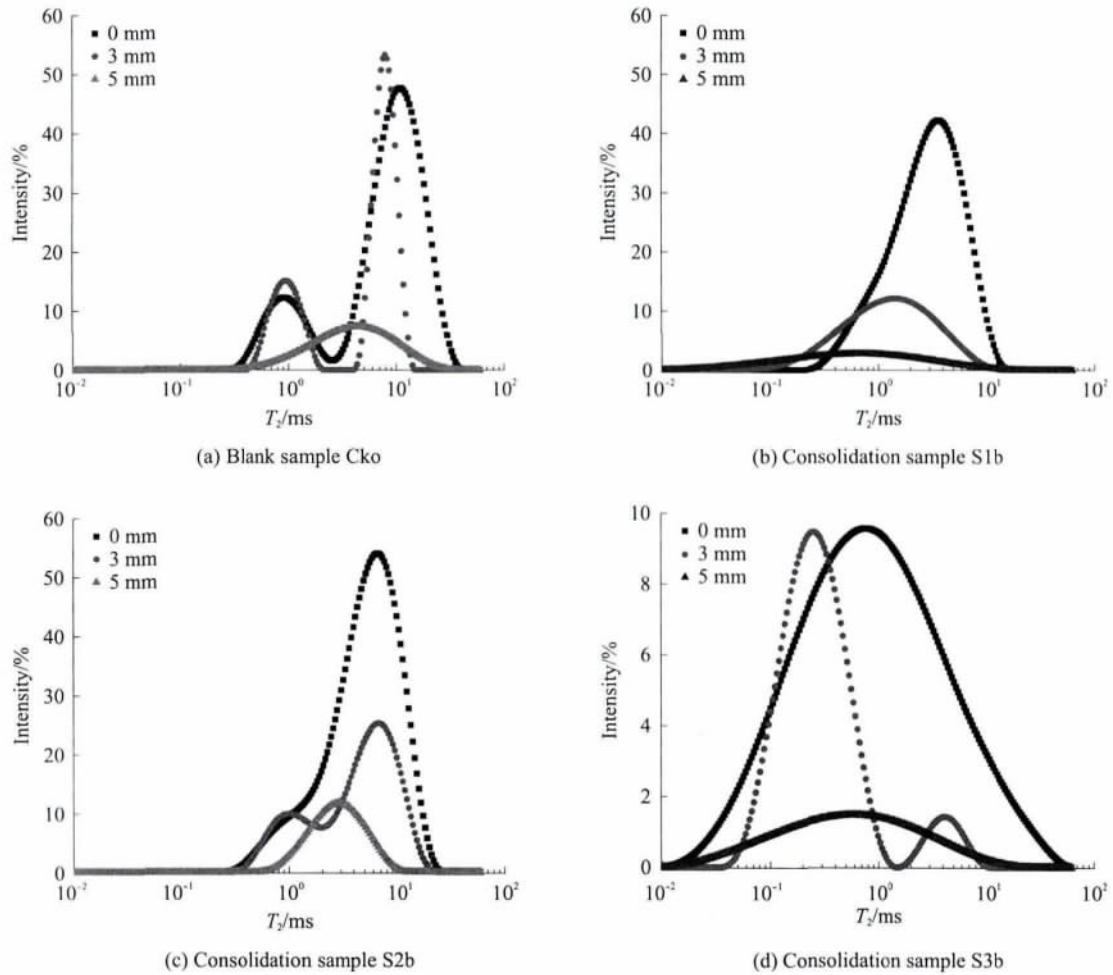 60
50
40
30
20
10
0
Intensity/%
0 mm
3 mm
5 mm
10⁻²
10⁻¹
10⁰
10¹
10²
T₂/ms
(a) Blank sample Cko
60
50
40
30
20
10
0
Intensity/%
0 mm
3 mm
5 mm
10⁻²
10⁻¹
10⁰
10¹
10²
T₂/ms
(b) Consolidation sample S1b
60
50
40
30
20
10
0
Intensity/%
0 mm
3 mm
5 mm
10⁻²
10⁻¹
10⁰
10¹
10²
T₂/ms
(c) Consolidation sample S2b
10
8
6
4
2
0
Intensity/%
0 mm
3 mm
5 mm
10⁻²
10⁻¹
10⁰
10¹
10²
T₂/ms
(d) Consolidation sample S3b